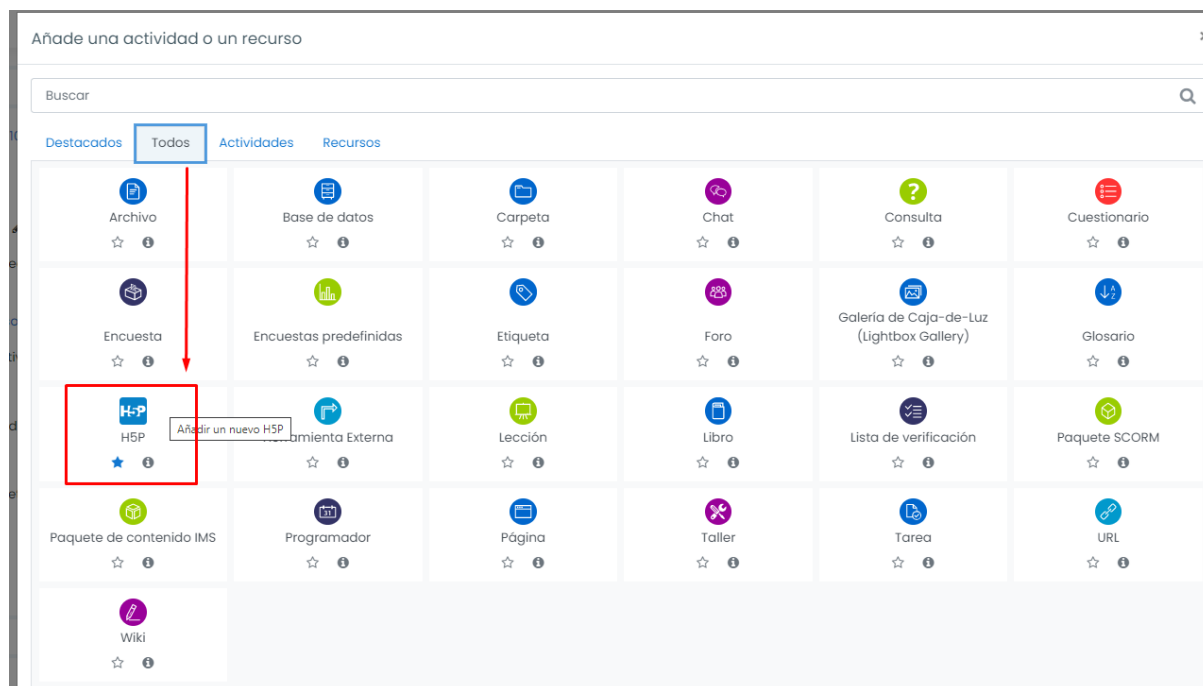 Añade una actividad o un recurso
Buscar
Destacados Todos Actividades Recursos
Archivo Base de datos Carpeta Chat Consulta Cuestionario
Encuesta Encuestas predefinidas Etiqueta Foro Galería de Caja-de-Luz (Lightbox Gallery) Glosario
H5P
H5P Añadir un nuevo H5P amienta Externa Lección Libro Lista de verificación Paquete SCORM
Paquete de contenido IMS Programador Página Taller Tarea URL
Wiki